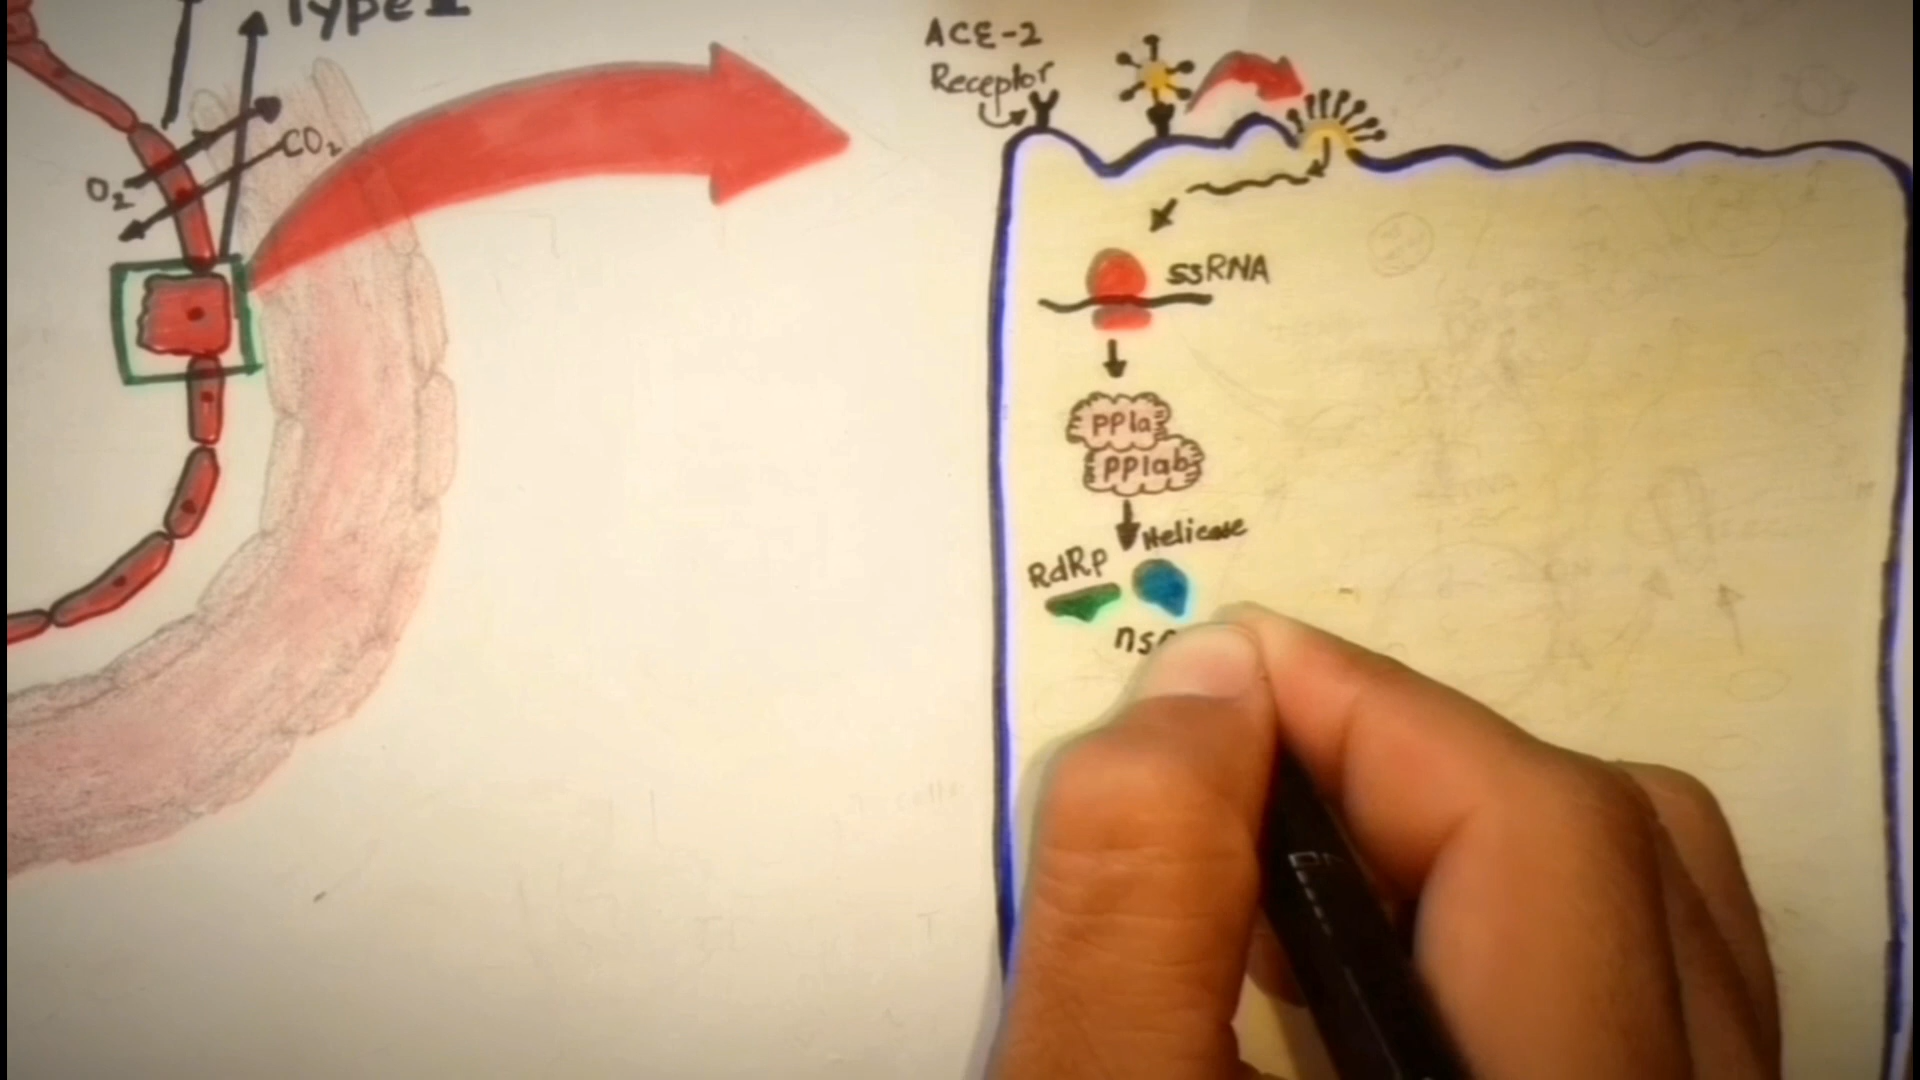 Type
CO₂
O₂
ACE-2
Receptor
ssRNA
pp1a
pp1ab
Helicase
RdRp